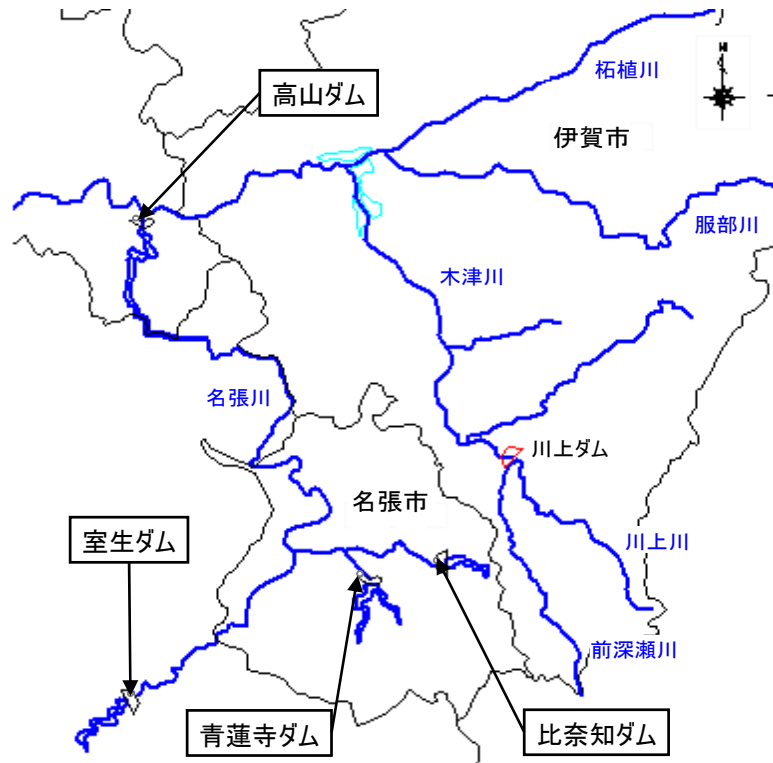 柘植川
高山ダム
伊賀市
服部川
木津川
名張川
川上ダム
名張市
室生ダム
川上川
前深瀬川
青蓮寺ダム
比奈知ダム